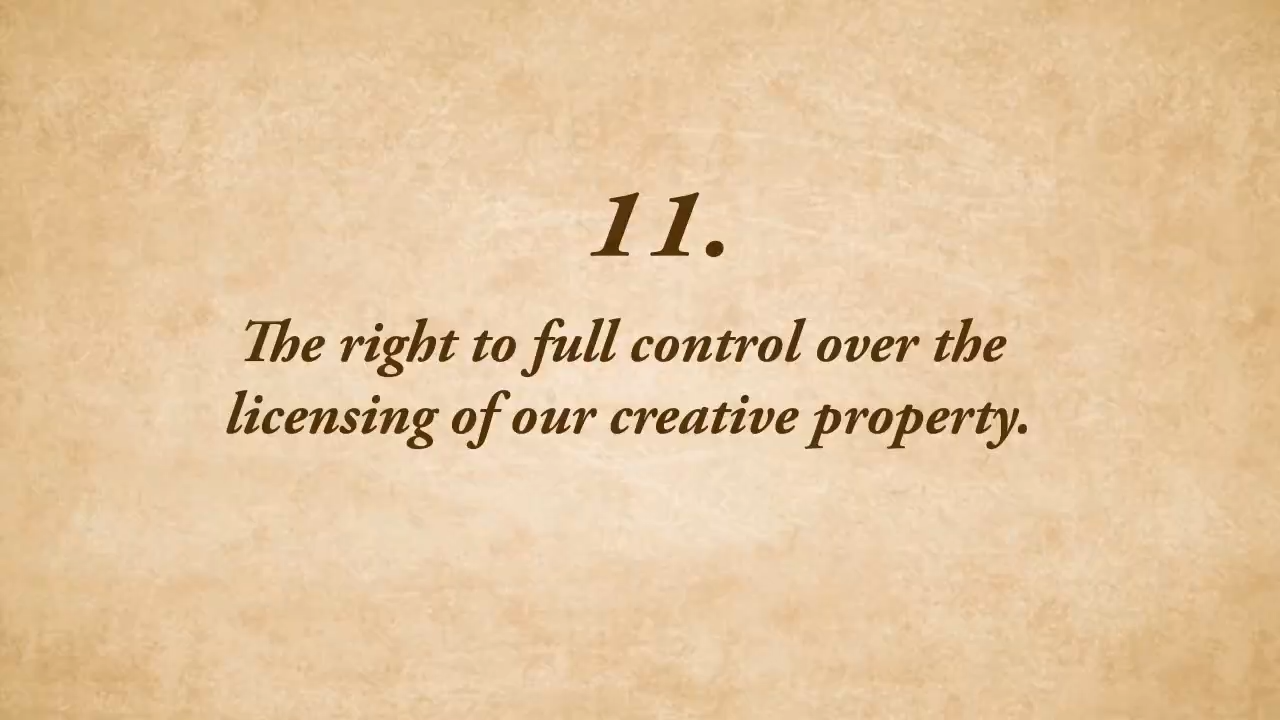 11.
The right to full control over the
licensing of our creative property.